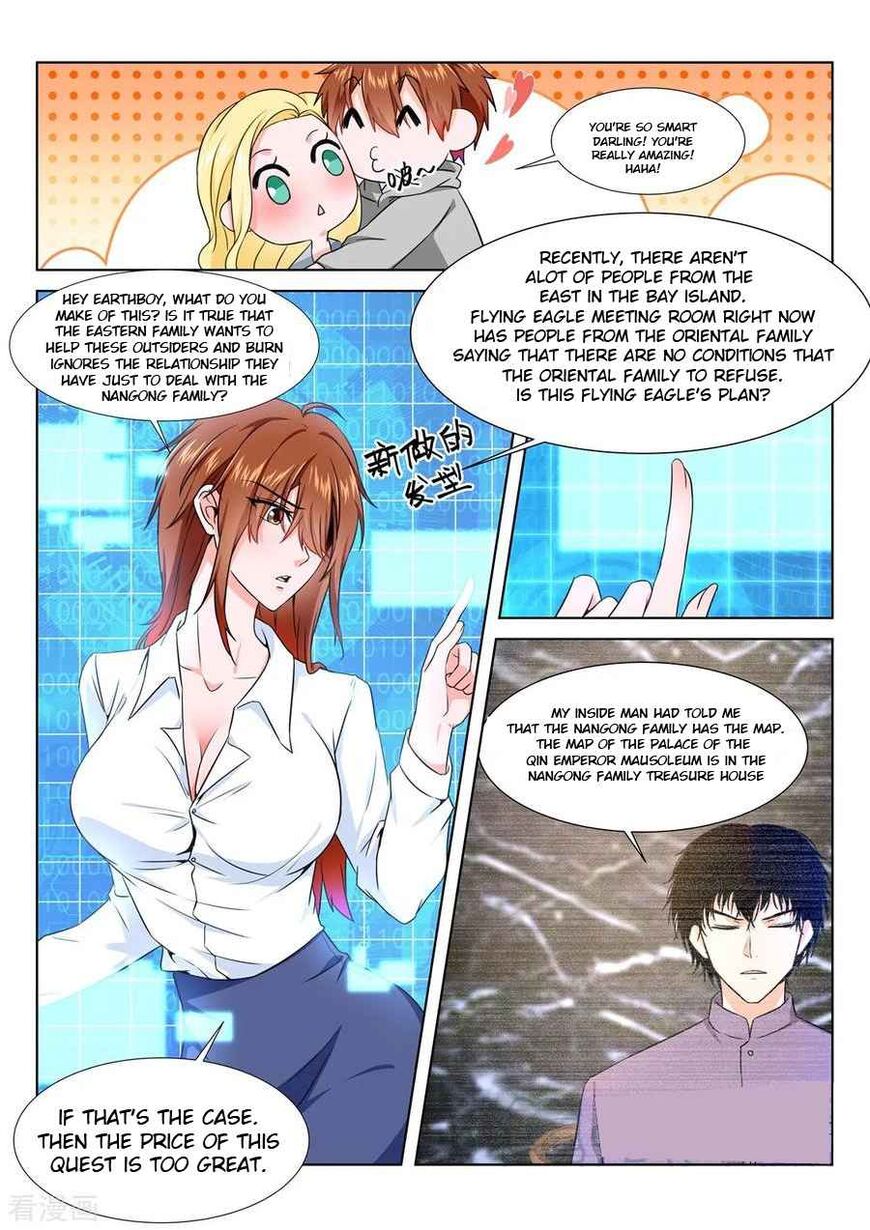 YOU'RE SO SMART
DARLING! YOU'RE
REALLY AMAZING!
HAHA!
啵~
HEY EARTHBOY, WHAT DO YOU
MAKE OF THIS? IS IT TRUE THAT
THE EASTERN FAMILY WANTS TO
HELP THESE OUTSIDERS AND BURN
IGNORES THE RELATIONSHIP THEY
HAVE JUST TO DEAL WITH THE
NANGONG FAMILY?
RECENTLY, THERE AREN'T
ALOT OF PEOPLE FROM THE
EAST IN THE BAY ISLAND.
FLYING EAGLE MEETING ROOM RIGHT NOW
HAS PEOPLE FROM THE ORIENTAL FAMILY
SAYING THAT THERE ARE NO CONDITIONS THAT
THE ORIENTAL FAMILY TO REFUSE.
IS THIS FLYING EAGLE'S PLAN?
新做的
发型
MY INSIDE MAN HAD TOLD ME
THAT THE NANGONG FAMILY HAS THE MAP.
THE MAP OF THE PALACE OF THE
QIN EMPEROR MAUSOLEUM IS IN THE
NANGONG FAMILY TREASURE HOUSE
IF THAT'S THE CASE.
THEN THE PRICE OF THIS
QUEST IS TOO GREAT.
看漫画